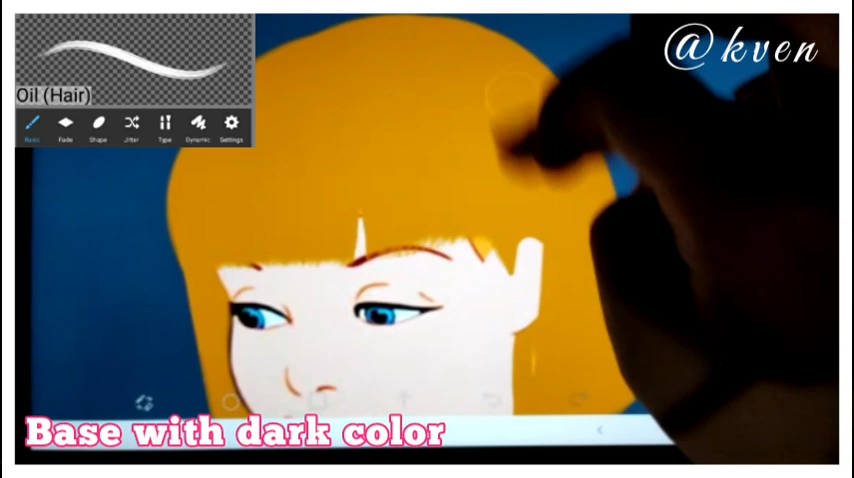 @kven
Oil (Hair)
Basic Fade Shape Jitter Type Dynamic Settings
Base with dark color